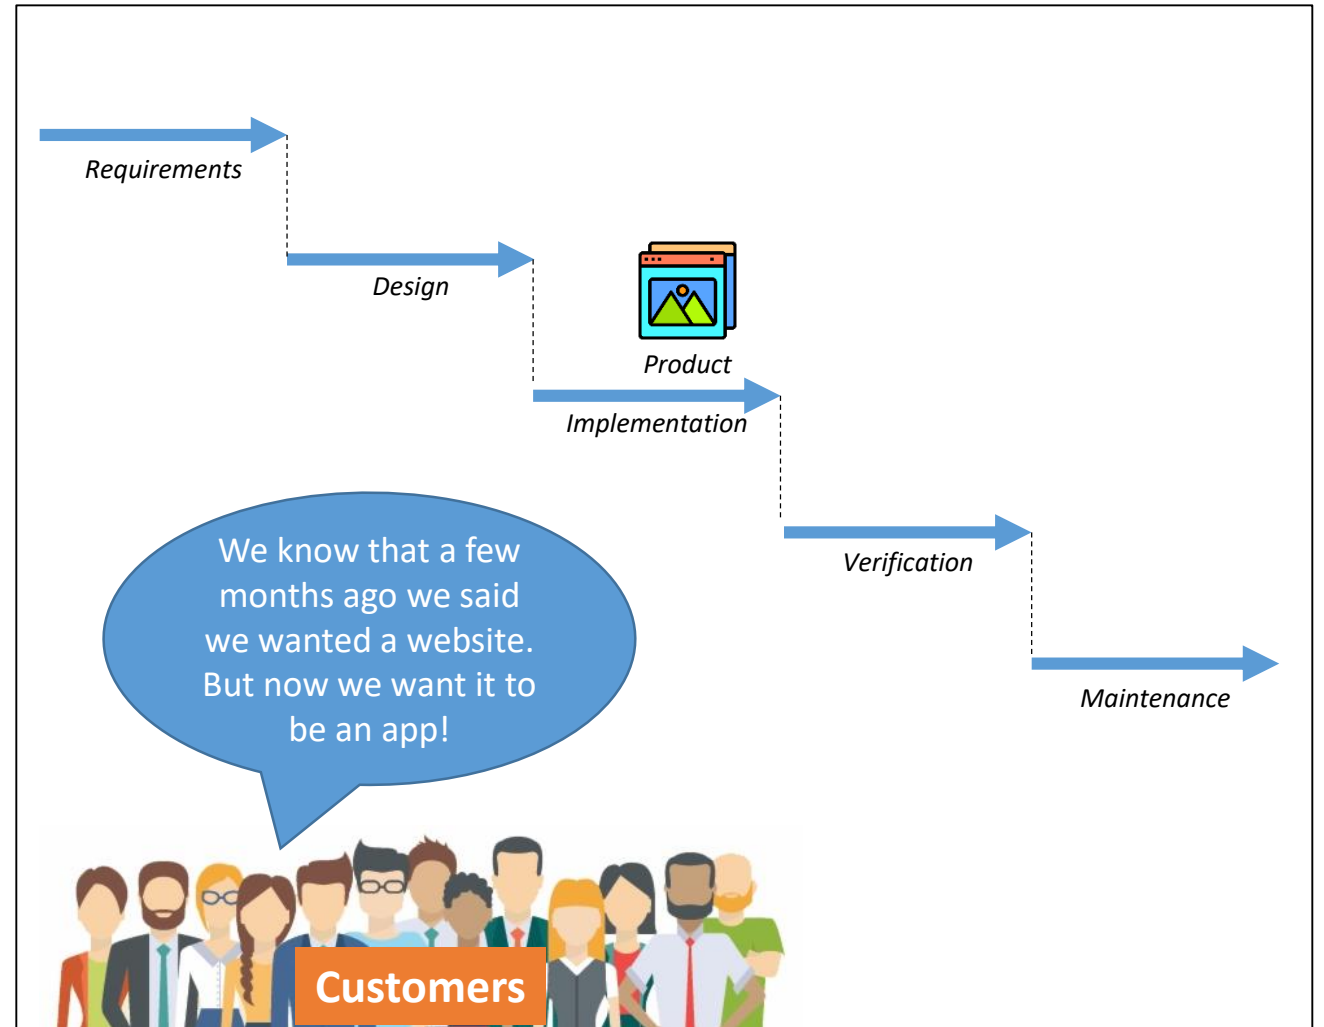 Requirements
Design
Product
Implementation
Verification
Maintenance
We know that a few
months ago we said
we wanted a website.
But now we want it to
be an app!
Customers